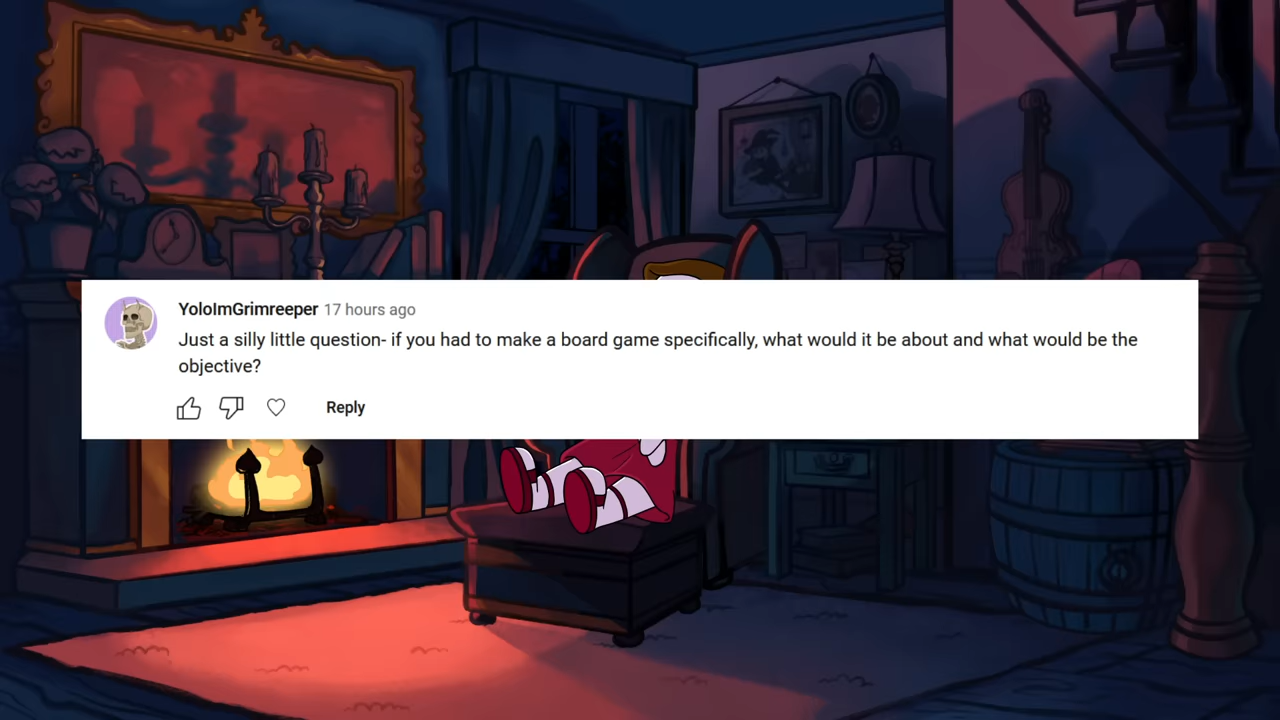 YoloImGrimreeper 17 hours ago
Just a silly little question- if you had to make a board game specifically, what would it be about and what would be the
objective?
Reply